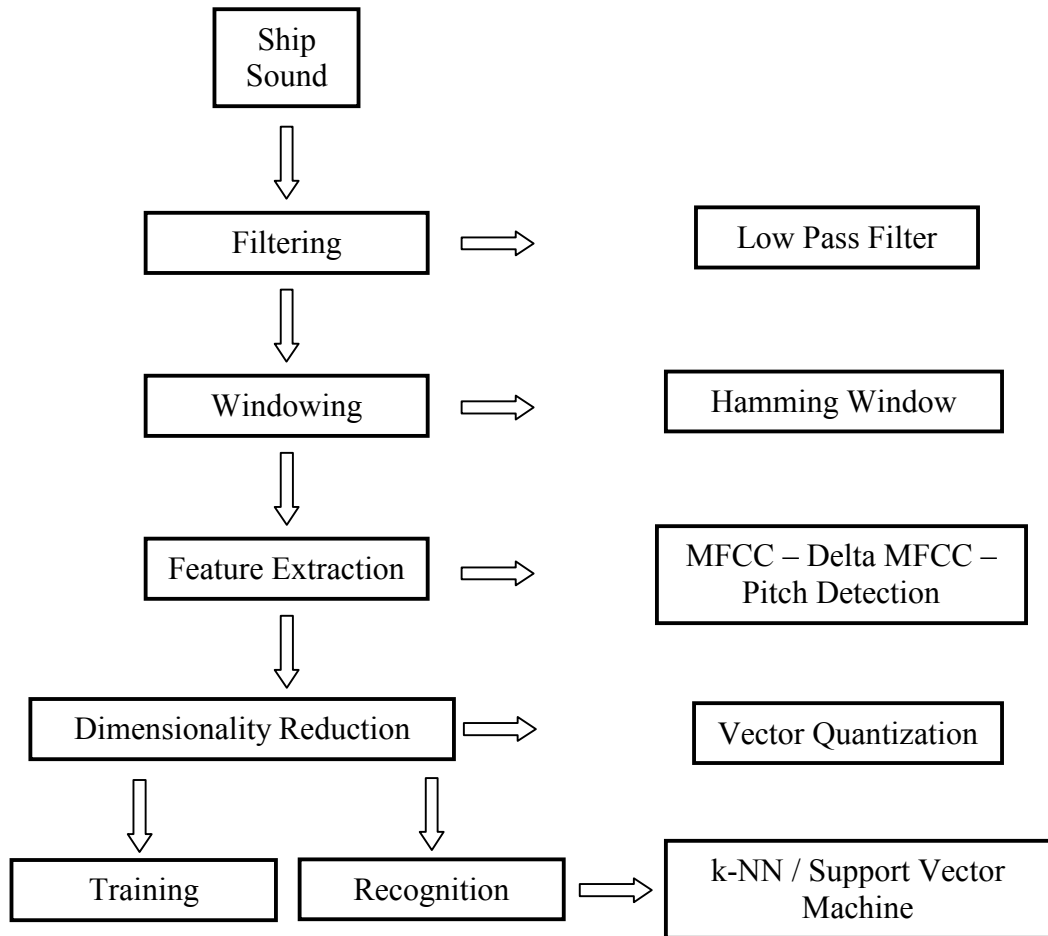 Ship
Sound
Filtering
Low Pass Filter
Windowing
Hamming Window
Feature Extraction
MFCC – Delta MFCC –
Pitch Detection
Dimensionality Reduction
Vector Quantization
Training
Recognition
k-NN / Support Vector
Machine